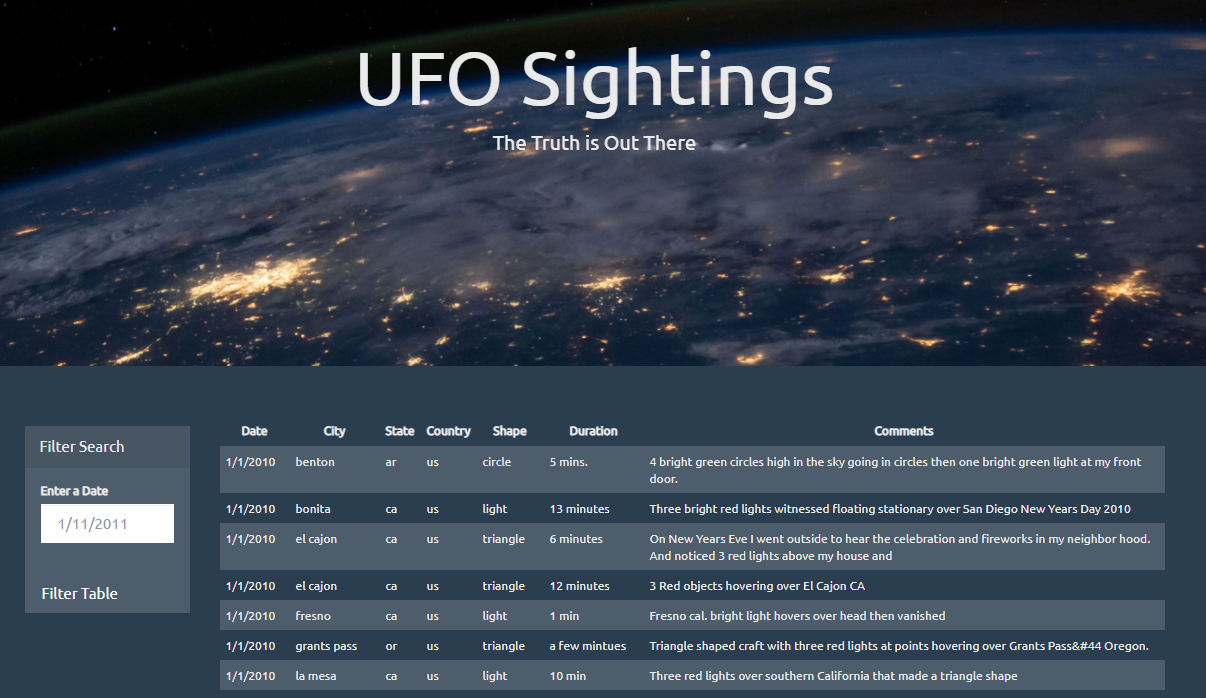 UFO Sightings
The Truth is Out There
Filter Search
Enter a Date
1/11/2011
Filter Table
Date City State Country Shape Duration Comments
1/1/2010 benton ar us circle 5 mins. 4 bright green circles high in the sky going in circles then one bright green light at my front
door.
1/1/2010 bonita ca us light 13 minutes Three bright red lights witnessed floating stationary over San Diego New Years Day 2010
1/1/2010 el cajon ca us triangle 6 minutes On New Years Eve I went outside to hear the celebration and fireworks in my neighbor hood.
And noticed 3 red lights above my house and
1/1/2010 el cajon ca us triangle 12 minutes 3 Red objects hovering over El Cajon CA
1/1/2010 fresno ca us light 1 min Fresno cal. bright light hovers over head then vanished
1/1/2010 grants pass or us triangle a few mintues Triangle shaped craft with three red lights at points hovering over Grants Pass&#44 Oregon.
1/1/2010 la mesa ca us light 10 min Three red lights over southern California that made a triangle shape